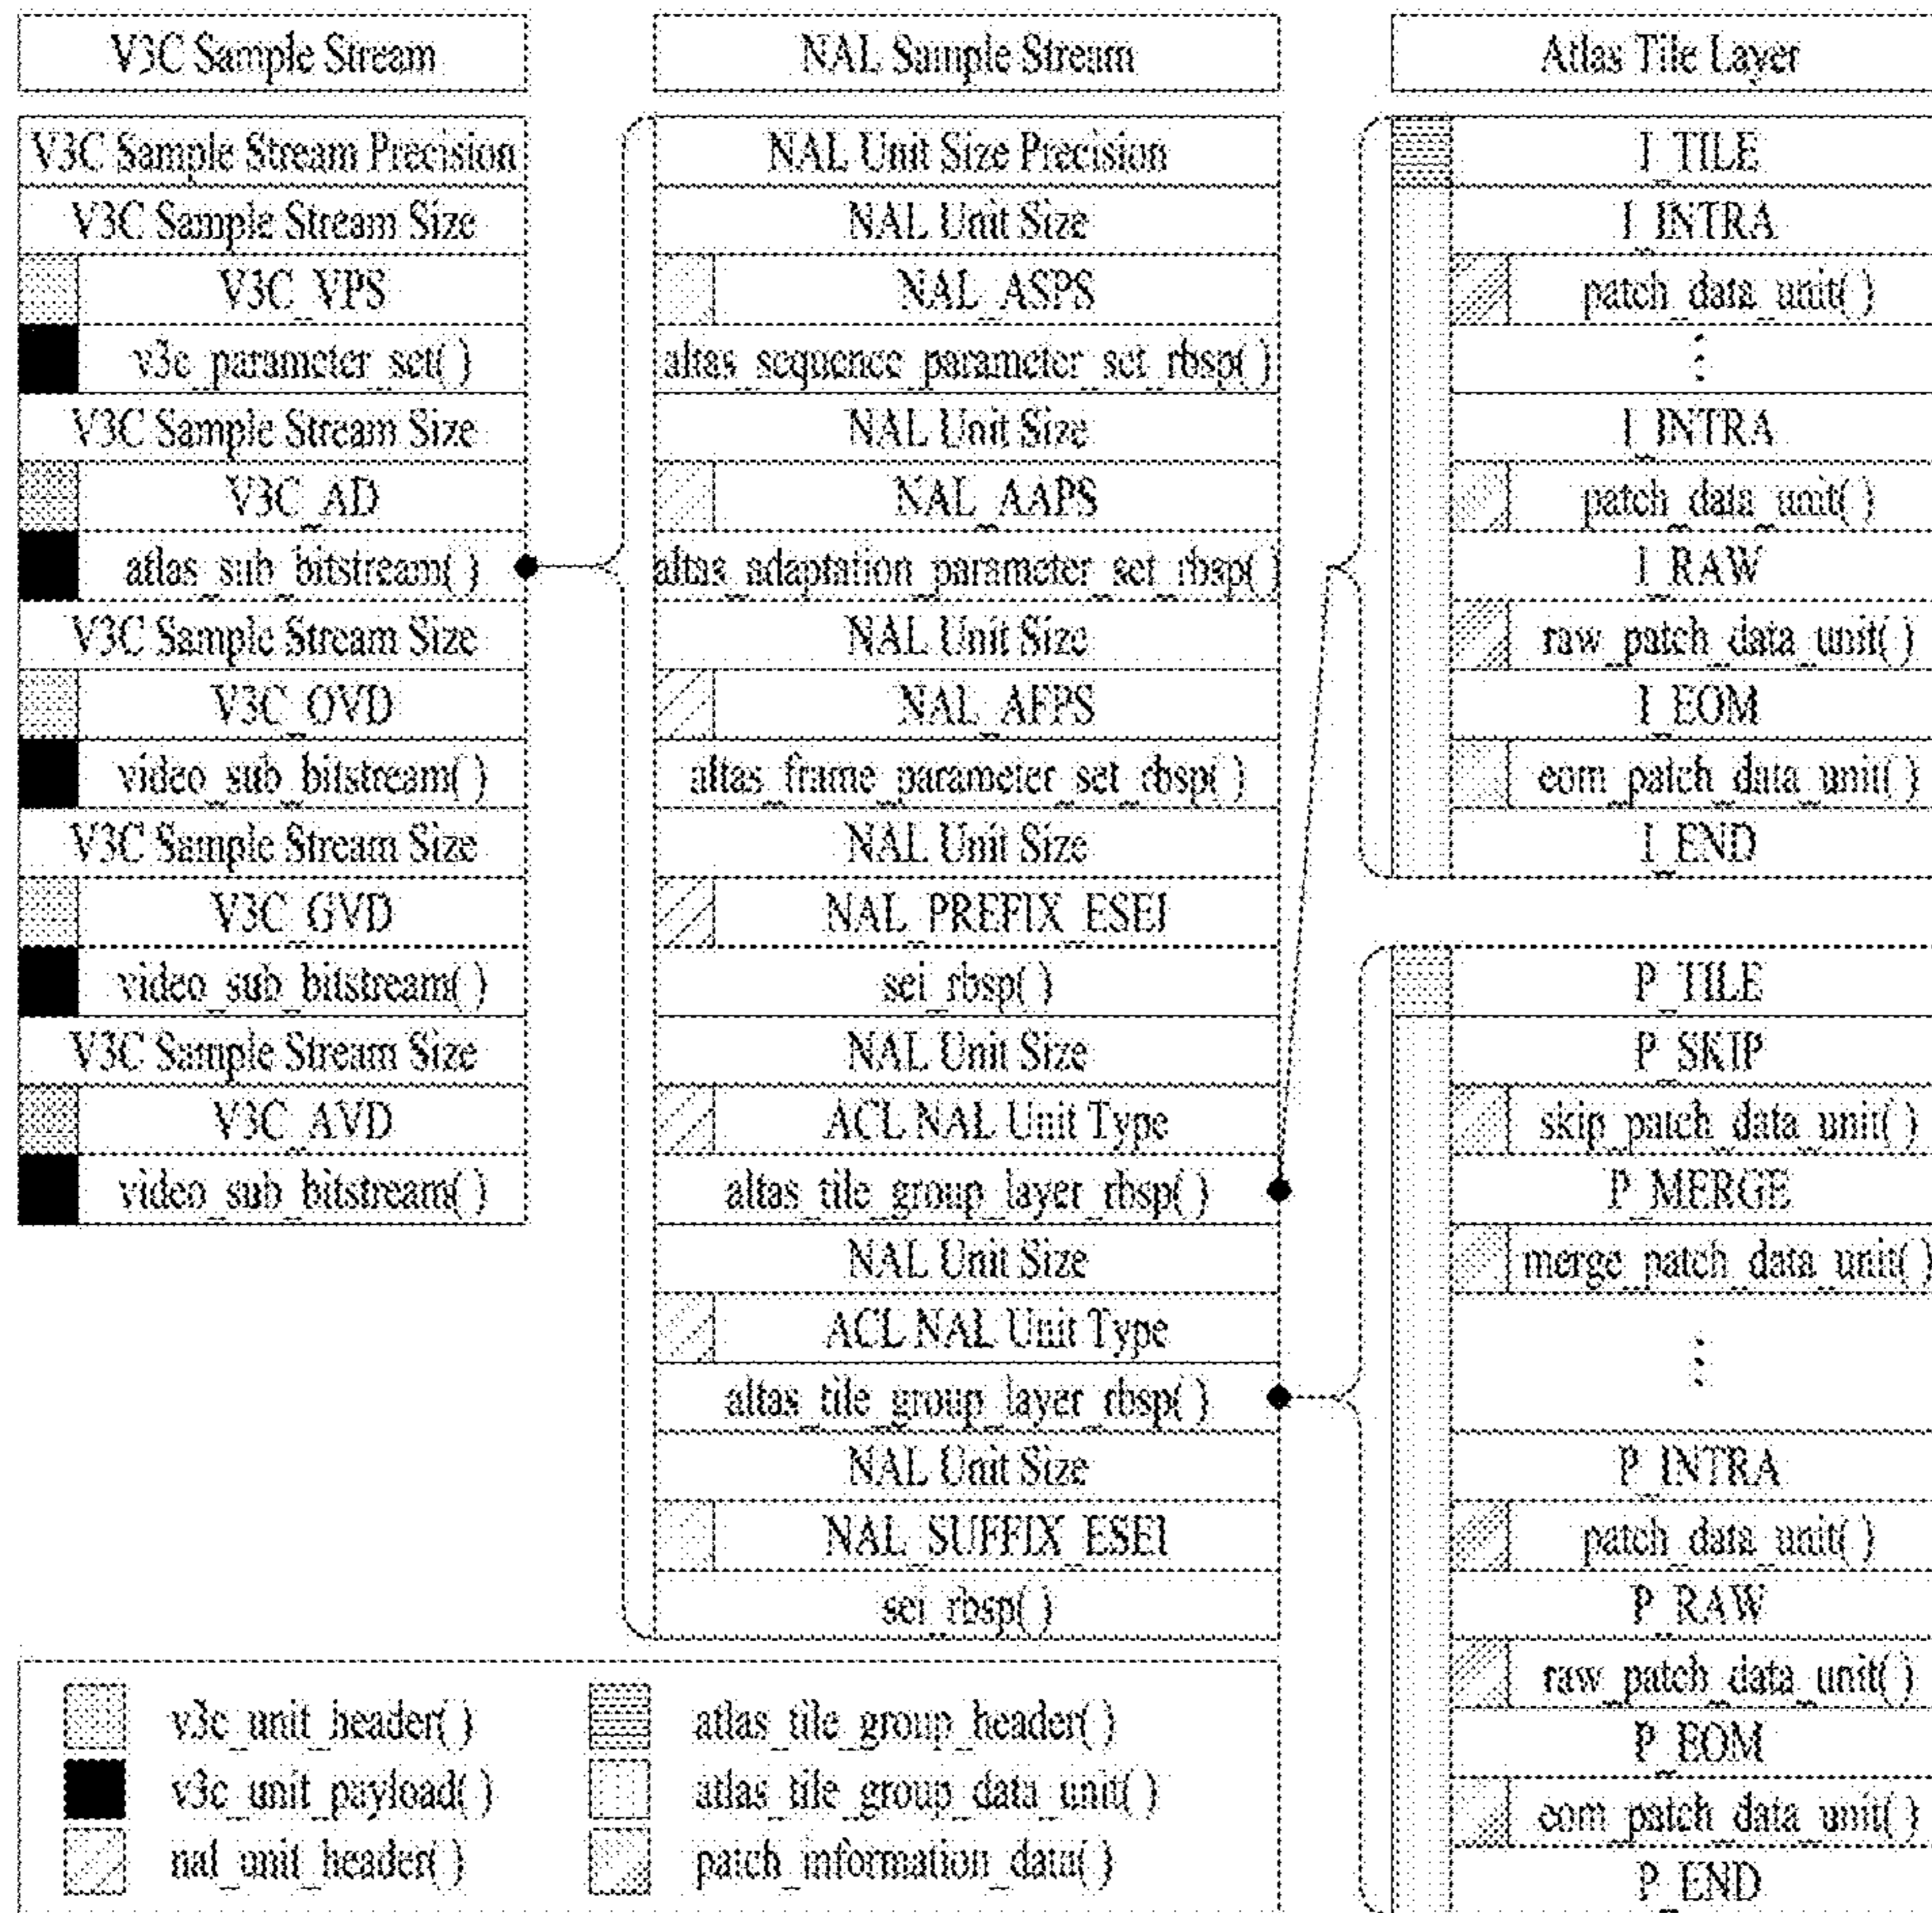 V3C Sample Stream
V3C Sample Stream Precision
V3C Sample Stream Size
V3C_VPS
v3c_parameter_set( )
V3C Sample Stream Size
V3C_AD
atlas_sub_bitstream( )
V3C Sample Stream Size
V3C_OVD
video_sub_bitstream( )
V3C Sample Stream Size
V3C_GVD
video_sub_bitstream( )
V3C Sample Stream Size
V3C_AVD
video_sub_bitstream( )
NAL Sample Stream
NAL Unit Size Precision
NAL Unit Size
NAL_ASPS
altas_sequence_parameter_set_rbsp( )
NAL Unit Size
NAL_AAPS
altas_adaptation_parameter_set_rbsp( )
NAL Unit Size
NAL_AFPS
altas_frame_parameter_set_rbsp( )
NAL Unit Size
NAL_PREFIX_ESEI
sei_rbsp( )
NAL Unit Size
ACL NAL Unit Type
altas_tile_group_layer_rbsp( )
NAL Unit Size
ACL NAL Unit Type
altas_tile_group_layer_rbsp( )
NAL Unit Size
NAL_SUFFIX_ESEI
sei_rbsp( )
Atlas Tile Layer
I_TILE
I_INTRA
patch_data_unit( )
⋮
I_INTRA
patch_data_unit( )
I_RAW
raw_patch_data_unit( )
I_EOM
eom_patch_data_unit( )
I_END
P_TILE
P_SKIP
skip_patch_data_unit( )
P_MERGE
merge_patch_data_unit( )
⋮
P_INTRA
patch_data_unit( )
P_RAW
raw_patch_data_unit( )
P_EOM
eom_patch_data_unit( )
P_END
v3c_unit_header( )
v3c_unit_payload( )
nal_unit_header( )
atlas_tile_group_header( )
atlas_tile_group_data_unit( )
patch_information_data( )